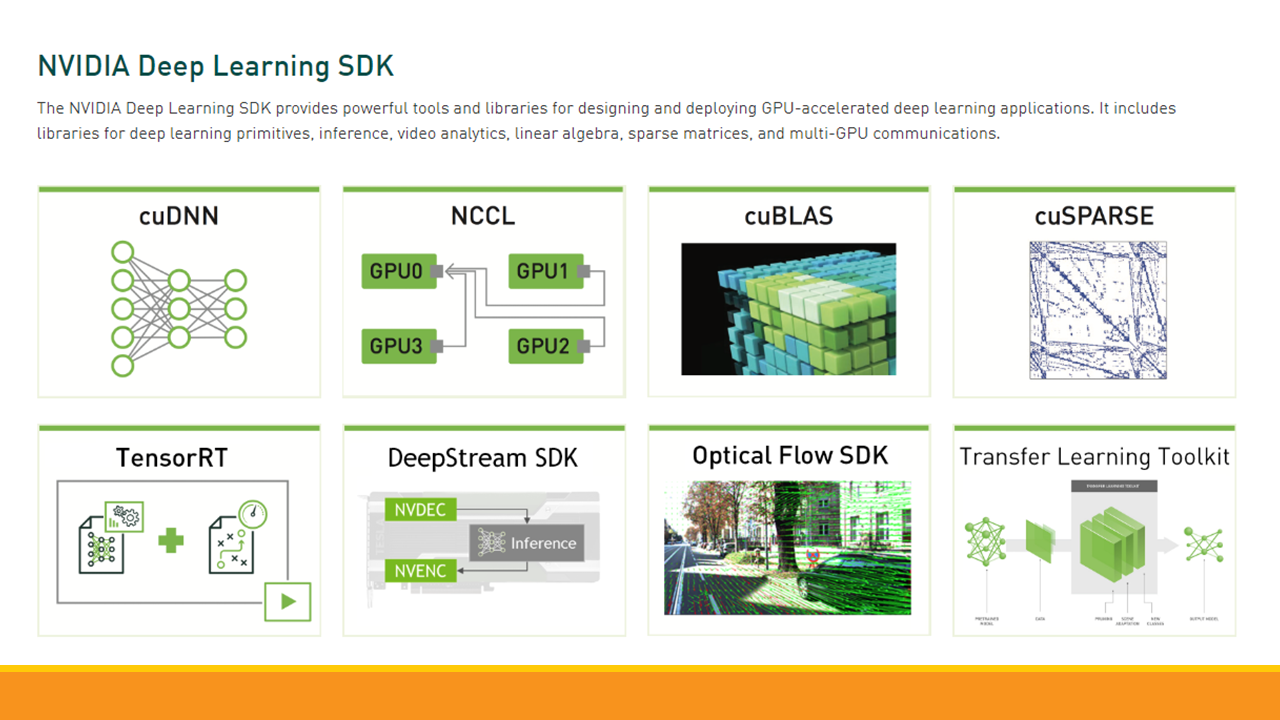 NVIDIA Deep Learning SDK
The NVIDIA Deep Learning SDK provides powerful tools and libraries for designing and deploying GPU-accelerated deep learning applications. It includes
libraries for deep learning primitives, inference, video analytics, linear algebra, sparse matrices, and multi-GPU communications.
cuDNN
NCCL
GPU0
GPU1
GPU3
GPU2
cuBLAS
cuSPARSE
TensorRT
DeepStream SDK
NVDEC
Inference
NVENC
Optical Flow SDK
Transfer Learning Toolkit
TRANSFER LEARNING TOOLKIT
PRETRAINED
MODEL
DATA
PRUNING
SCENE
ADAPTATION
NEW
CLASSES
OUTPUT MODEL